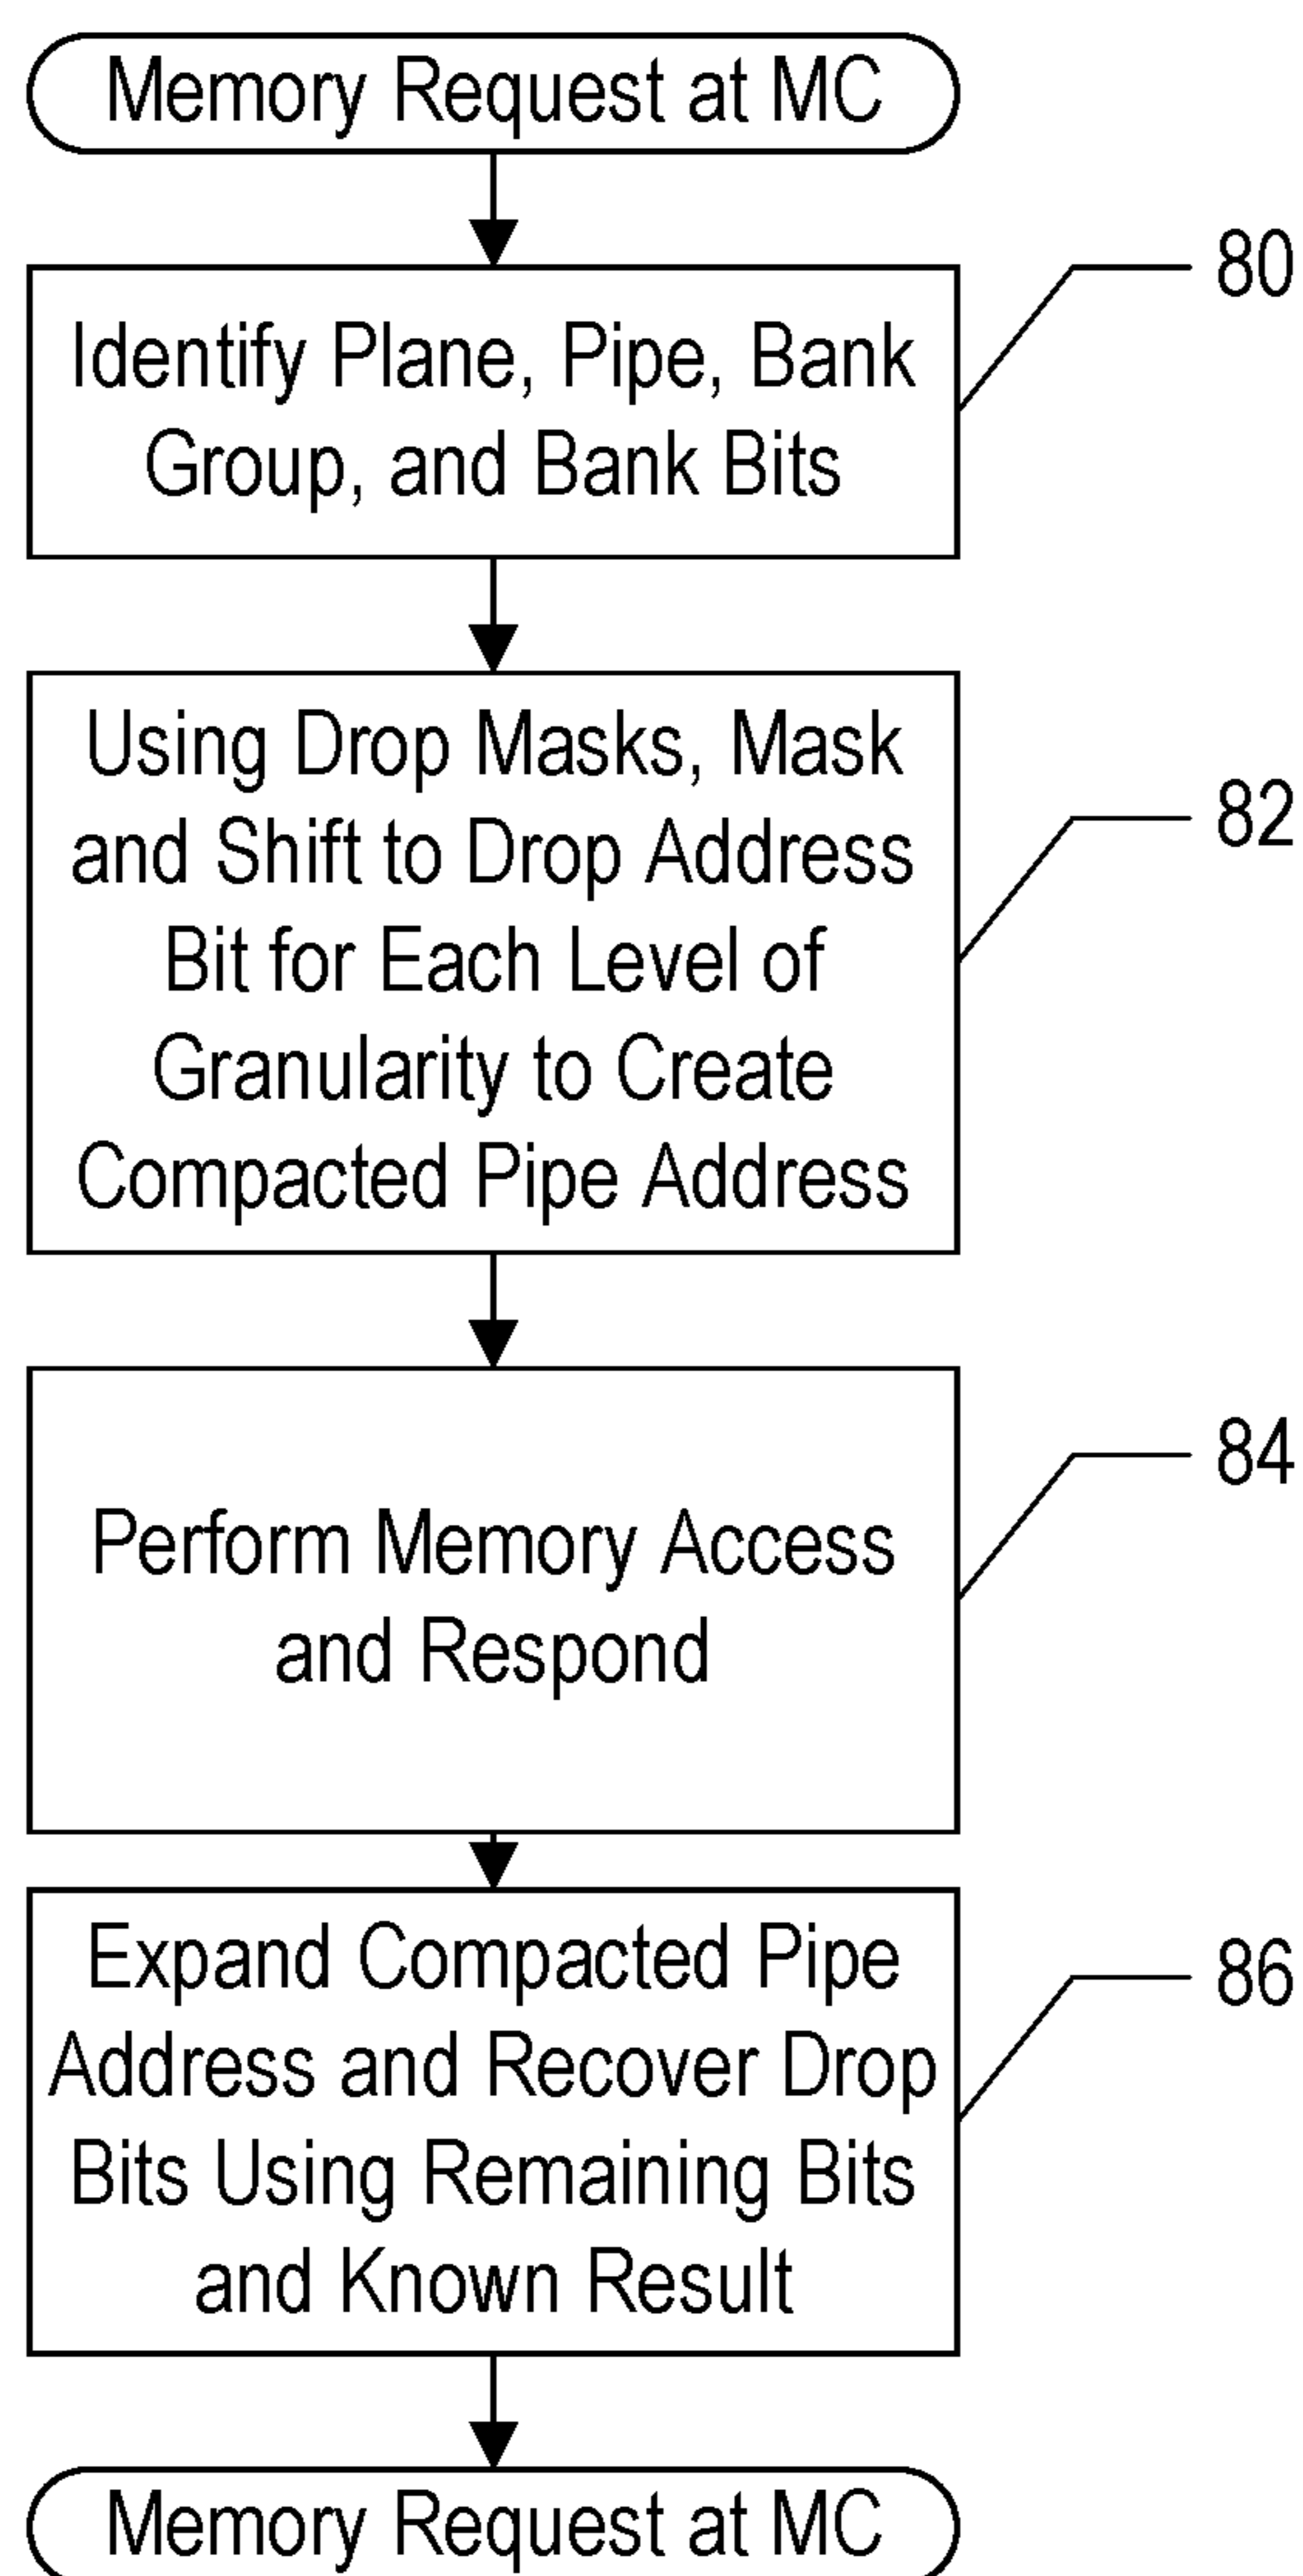 Memory Request at MC
80
Identify Plane, Pipe, Bank
Group, and Bank Bits
82
Using Drop Masks, Mask
and Shift to Drop Address
Bit for Each Level of
Granularity to Create
Compacted Pipe Address
84
Perform Memory Access
and Respond
86
Expand Compacted Pipe
Address and Recover Drop
Bits Using Remaining Bits
and Known Result
Memory Request at MC